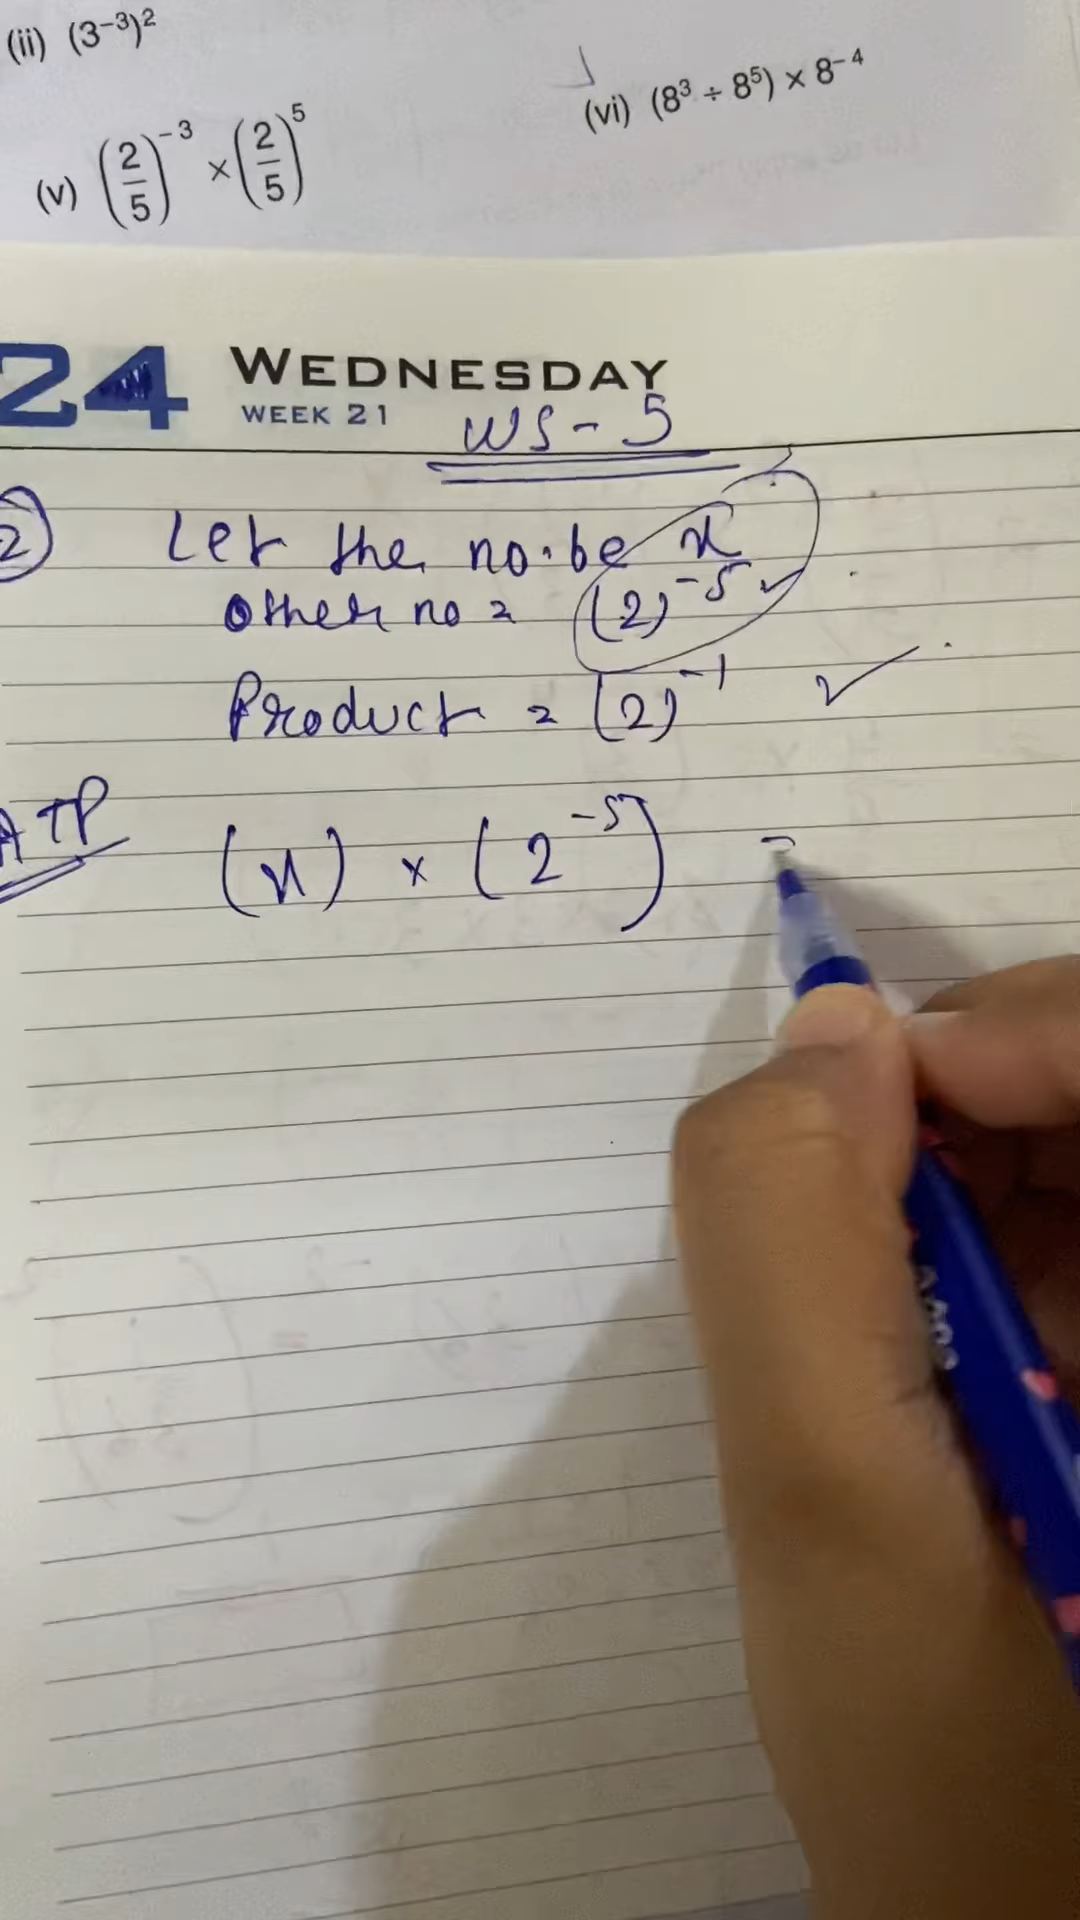 (ii) (3⁻³)²
(vi) (8³ ÷ 8⁵) × 8⁻⁴
(v) (2/5)⁻³ × (2/5)⁵
24 WEDNESDAY
WEEK 21
WS - 5
2 Let the no. be x
Other no = (2)⁻⁵ ✓
Product = (2)⁻¹ ✓
ATP (x) × (2⁻⁵) =